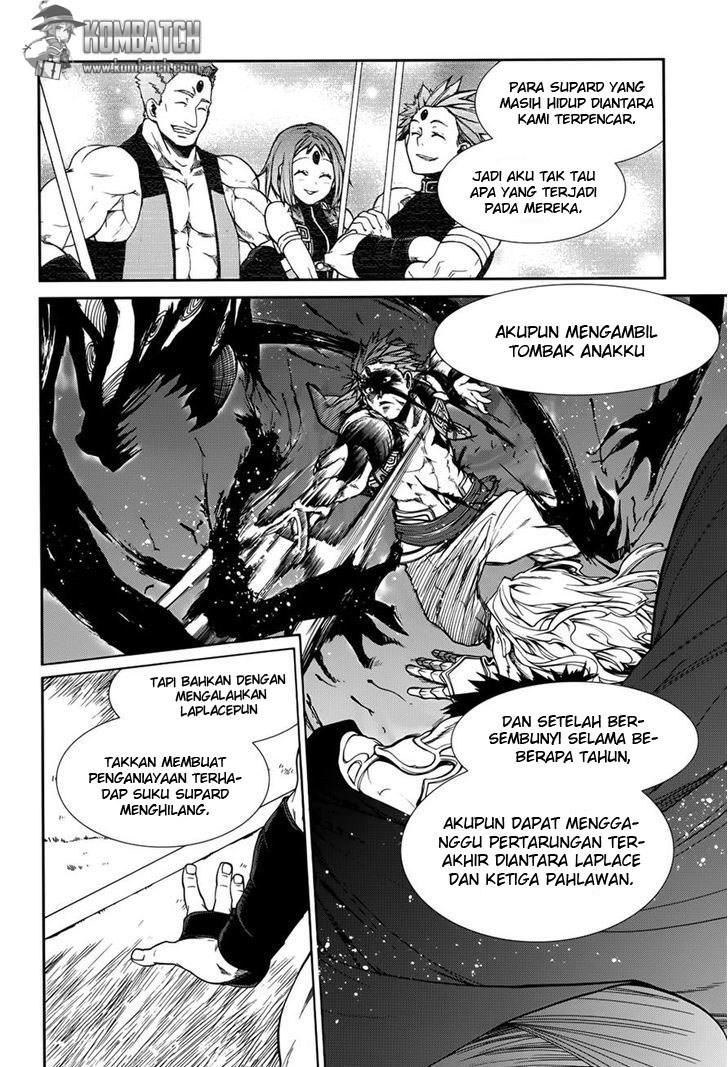 KOMBATCH
www.kombatch.com
PARA SUPARD YANG
MASIH HIDUP DIANTARA
KAMI TERPENCAR.
JADI AKU TAK TAU
APA YANG TERJADI
PADA MEREKA.
AKUPUN MENGAMBIL
TOMBAK ANAKKU
DAN SETELAH BER-
SEMBUNYI SELAMA BE-
BERAPA TAHUN,
AKUPUN DAPAT MENGGA-
NGGU PERTARUNGAN TER-
AKHIR DIANTARA LAPLACE
DAN KETIGA PAHLAWAN.
TAPI BAHKAN DENGAN
MENGALAHKAN
LAPLACEPUN
TAKKAN MEMBUAT
PENGANIAYAAN TERHA-
DAP SUKU SUPARD
MENGHILANG.